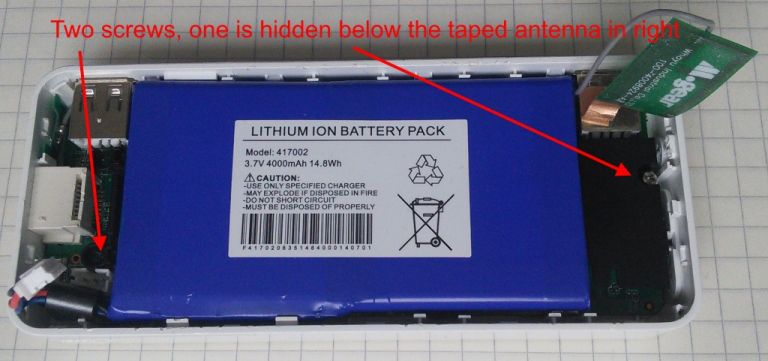 Two screws, one is hidden below the taped antenna in right
LITHIUM ION BATTERY PACK
Model: 417002
3.7V 4000mAh 14.8Wh
CAUTION:
-USE ONLY SPECIFIED CHARGER
-MAY EXPLODE IF DISPOSED IN FIRE
-DO NOT SHORT CIRCUIT
-MUST BE DISPOSED OF PROPERLY